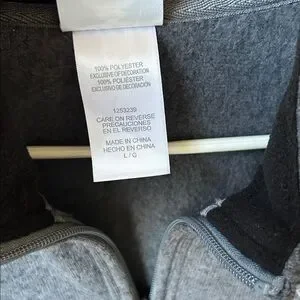 100% POLYESTER
EXCLUSIVE OF DECORATION
100% POLIÉSTER
EXCLUSIVO DE DECORACIÓN
1253239
CARE ON REVERSE
PRECAUCIONES
EN EL REVERSO
MADE IN CHINA
HECHO EN CHINA
L / G